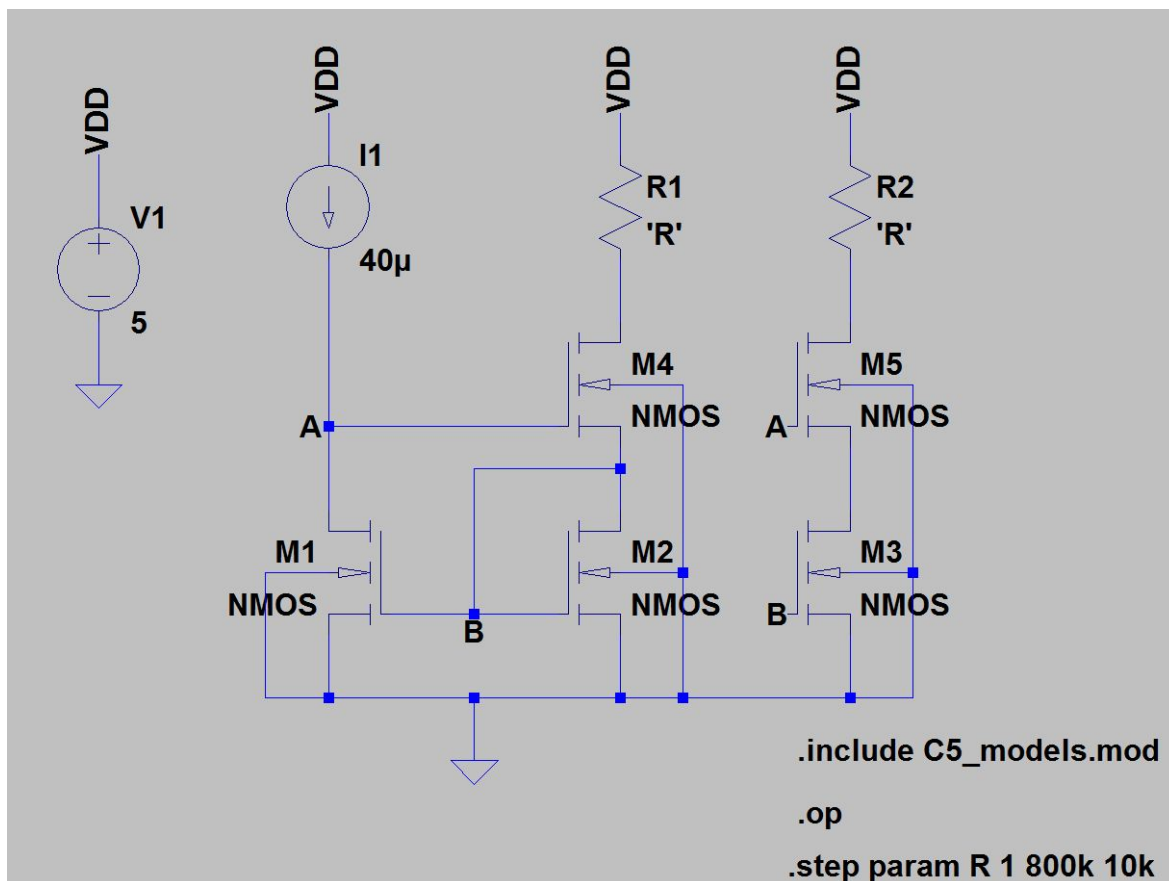 VDD
V1
5
VDD
I1
40µ
VDD
R1
'R'
VDD
R2
'R'
A
M4
NMOS
A
M5
NMOS
M1
NMOS
B
M2
NMOS
B
M3
NMOS
.include C5_models.mod
.op
.step param R 1 800k 10k